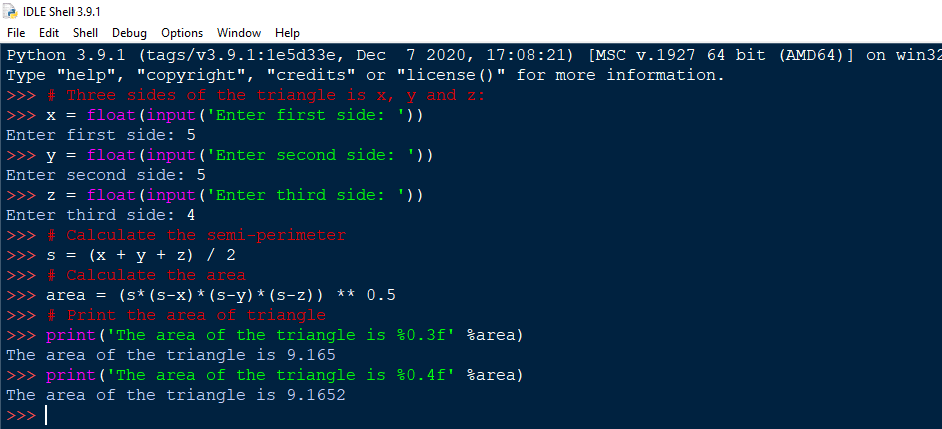 IDLE Shell 3.9.1
File Edit Shell Debug Options Window Help
Python 3.9.1 (tags/v3.9.1:1e5d33e, Dec  7 2020, 17:08:21) [MSC v.1927 64 bit (AMD64)] on win32
Type "help", "copyright", "credits" or "license()" for more information.
>>> # Three sides of the triangle is x, y and z:
>>> x = float(input('Enter first side: '))
Enter first side: 5
>>> y = float(input('Enter second side: '))
Enter second side: 5
>>> z = float(input('Enter third side: '))
Enter third side: 4
>>> # Calculate the semi-perimeter
>>> s = (x + y + z) / 2
>>> # Calculate the area
>>> area = (s*(s-x)*(s-y)*(s-z)) ** 0.5
>>> # Print the area of triangle
>>> print('The area of the triangle is %0.3f' %area)
The area of the triangle is 9.165
>>> print('The area of the triangle is %0.4f' %area)
The area of the triangle is 9.1652
>>>